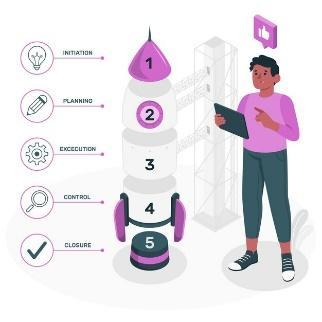 INITIATION
1
PLANNING
2
EXCECUTION
3
CONTROL
4
CLOSURE
5